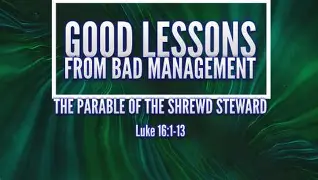 GOOD LESSONS
FROM BAD MANAGEMENT
THE PARABLE OF THE SHREWD STEWARD
Luke 16:1-13